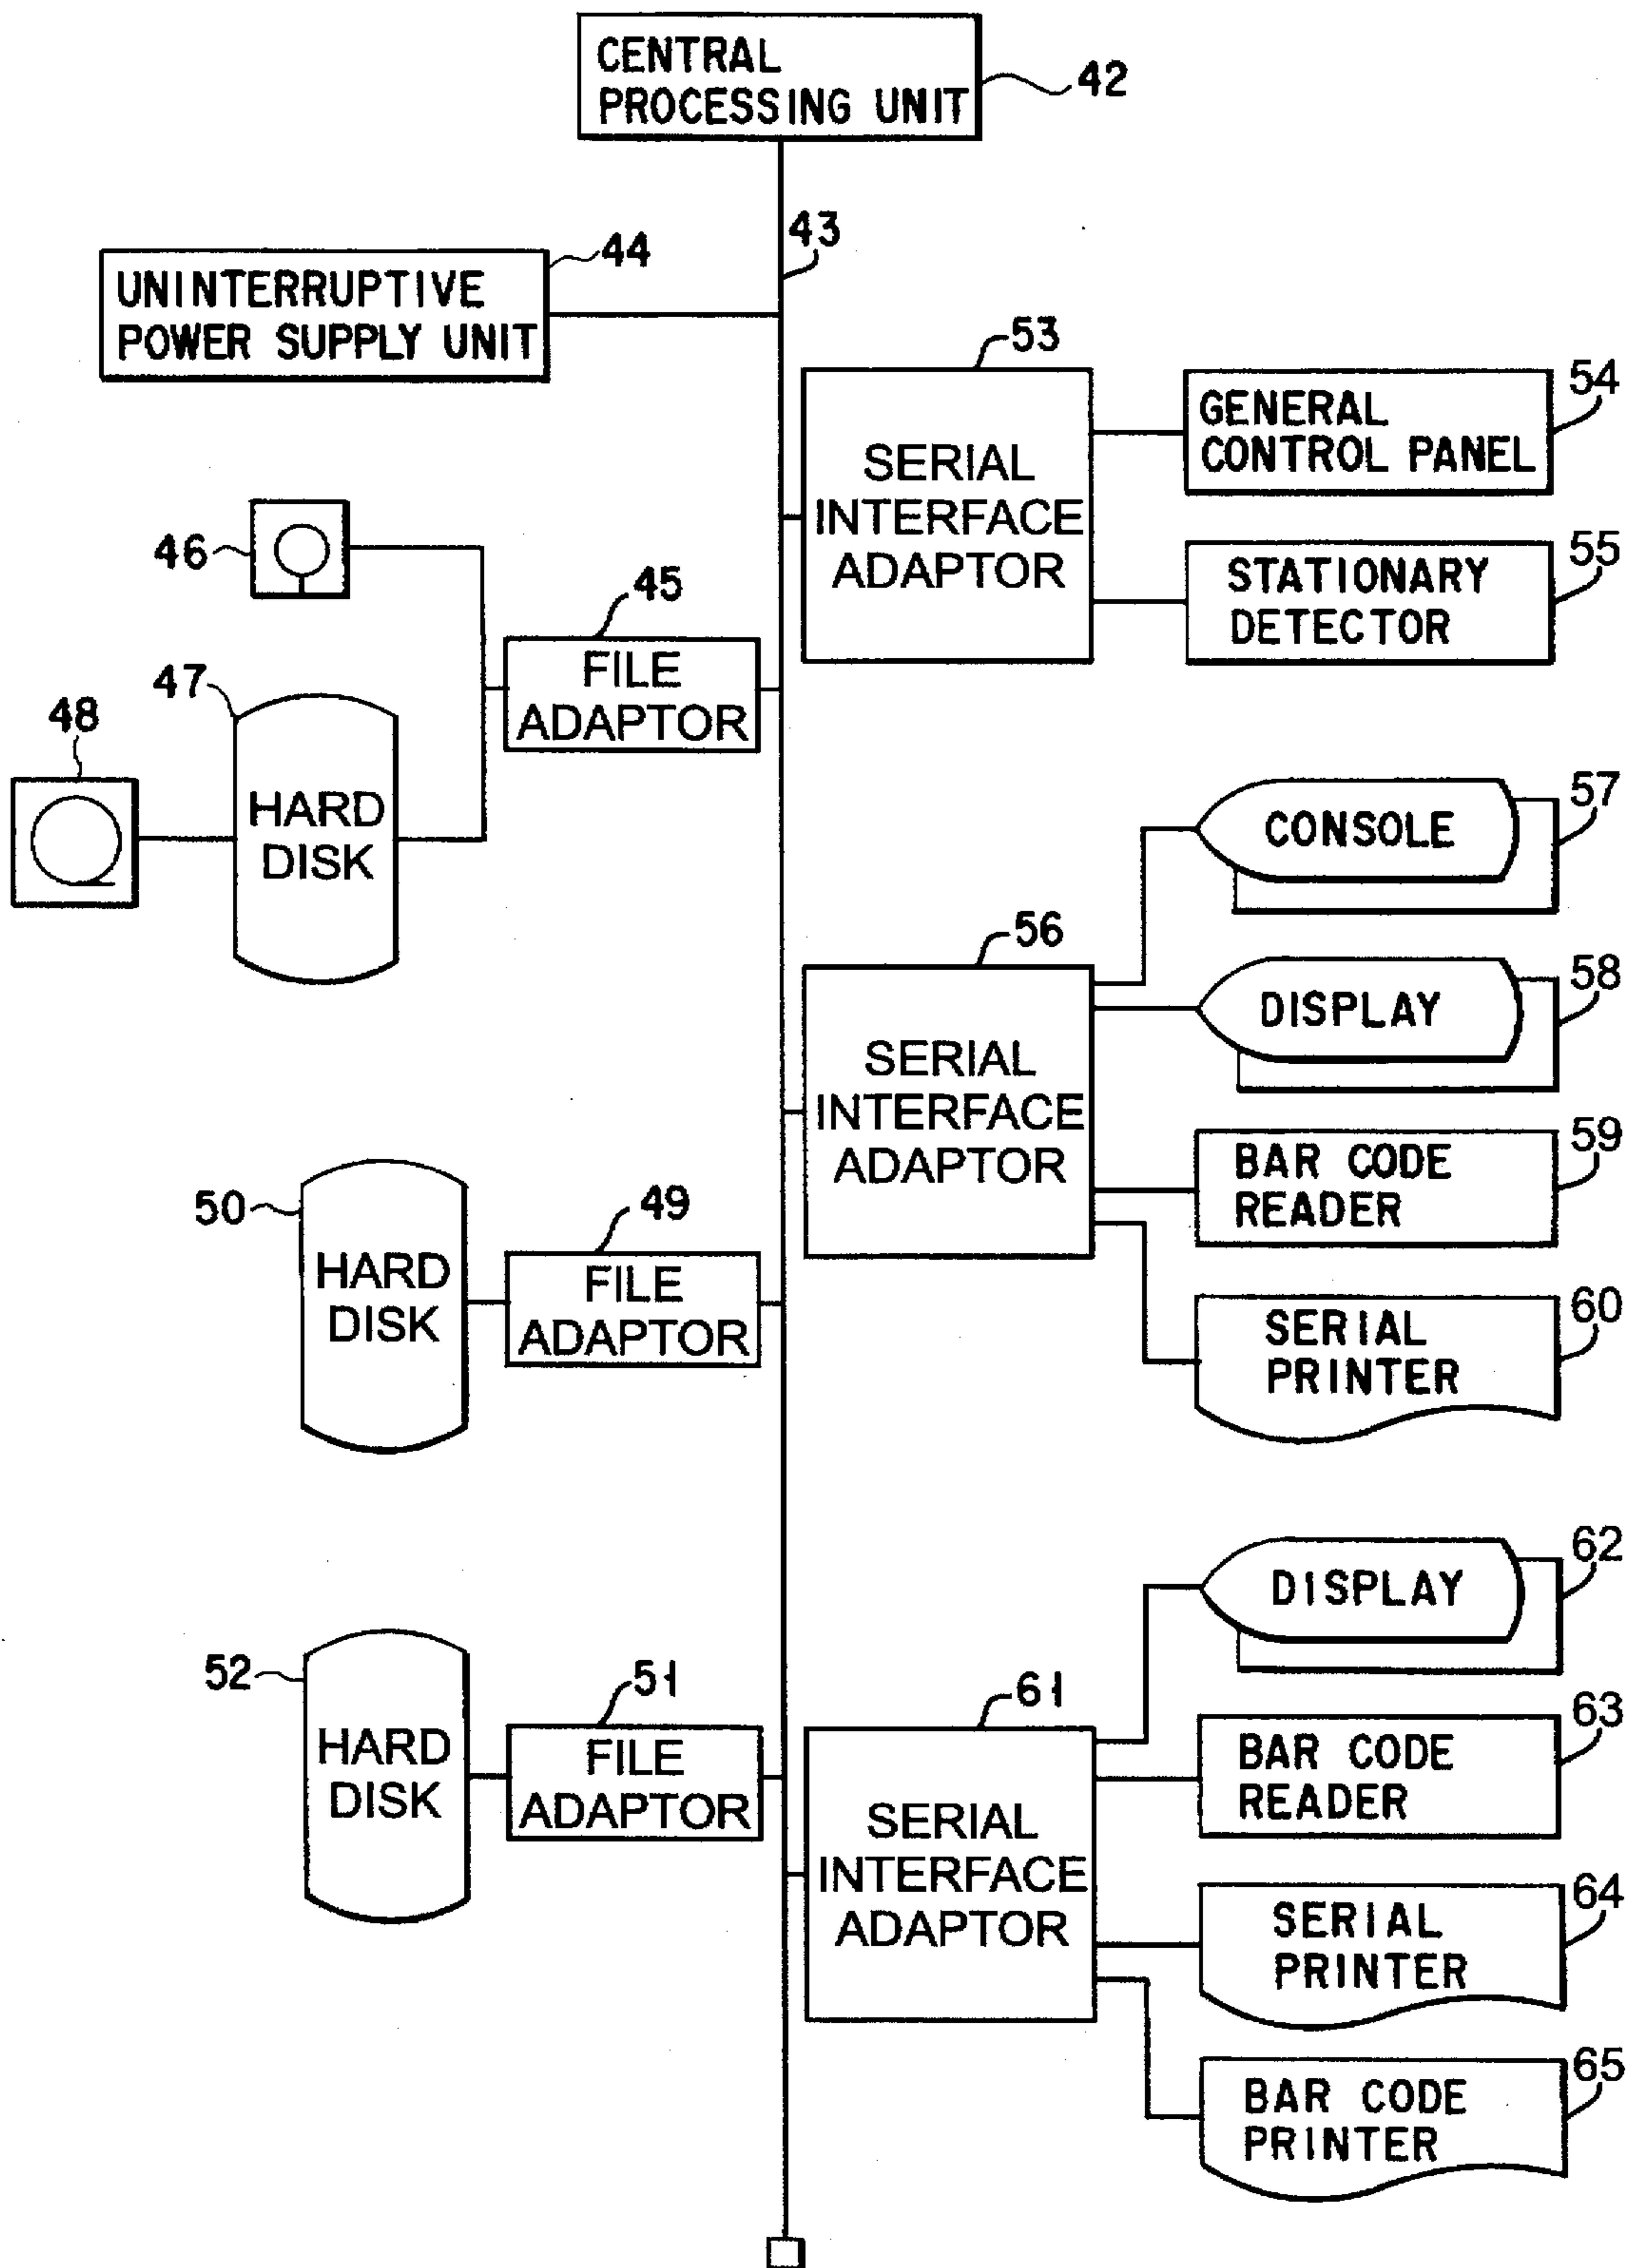 CENTRAL
PROCESSING UNIT
42
43
44
UNINTERRUPTIVE
POWER SUPPLY UNIT
53
SERIAL
INTERFACE
ADAPTOR
54
GENERAL
CONTROL PANEL
55
STATIONARY
DETECTOR
46
45
FILE
ADAPTOR
47
HARD
DISK
48
57
CONSOLE
56
SERIAL
INTERFACE
ADAPTOR
58
DISPLAY
59
BAR CODE
READER
60
SERIAL
PRINTER
50
HARD
DISK
49
FILE
ADAPTOR
62
DISPLAY
52
HARD
DISK
51
FILE
ADAPTOR
61
SERIAL
INTERFACE
ADAPTOR
63
BAR CODE
READER
64
SERIAL
PRINTER
65
BAR CODE
PRINTER